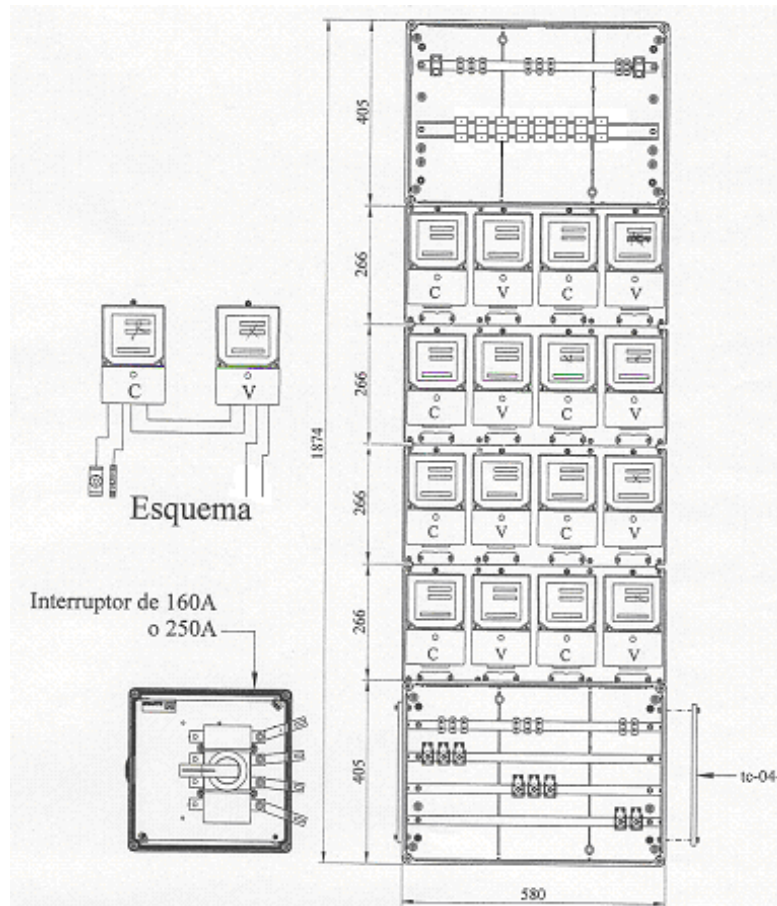 405
266
C V C V
266
C V C V
1874
C V
Esquema
266
C V C V
Interruptor de 160A
o 250A
266
C V C V
405
tc-04
580